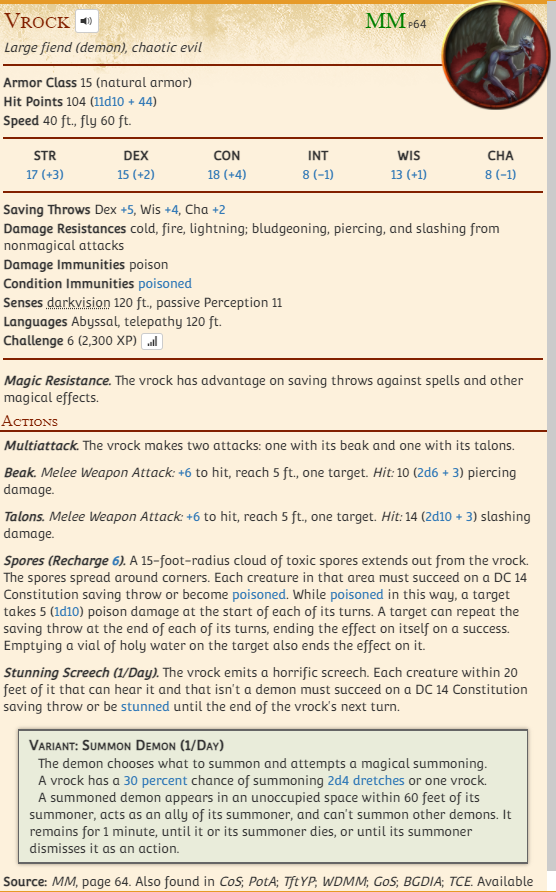 Vrock
MM P64
Large fiend (demon), chaotic evil
Armor Class 15 (natural armor)
Hit Points 104 (11d10 + 44)
Speed 40 ft., fly 60 ft.
STR DEX CON INT WIS CHA
17 (+3) 15 (+2) 18 (+4) 8 (−1) 13 (+1) 8 (−1)
Saving Throws Dex +5, Wis +4, Cha +2
Damage Resistances cold, fire, lightning; bludgeoning, piercing, and slashing from
nonmagical attacks
Damage Immunities poison
Condition Immunities poisoned
Senses darkvision 120 ft., passive Perception 11
Languages Abyssal, telepathy 120 ft.
Challenge 6 (2,300 XP)
Magic Resistance. The vrock has advantage on saving throws against spells and other
magical effects.
Actions
Multiattack. The vrock makes two attacks: one with its beak and one with its talons.
Beak. Melee Weapon Attack: +6 to hit, reach 5 ft., one target. Hit: 10 (2d6 + 3) piercing
damage.
Talons. Melee Weapon Attack: +6 to hit, reach 5 ft., one target. Hit: 14 (2d10 + 3) slashing
damage.
Spores (Recharge 6). A 15-foot-radius cloud of toxic spores extends out from the vrock.
The spores spread around corners. Each creature in that area must succeed on a DC 14
Constitution saving throw or become poisoned. While poisoned in this way, a target
takes 5 (1d10) poison damage at the start of each of its turns. A target can repeat the
saving throw at the end of each of its turns, ending the effect on itself on a success.
Emptying a vial of holy water on the target also ends the effect on it.
Stunning Screech (1/Day). The vrock emits a horrific screech. Each creature within 20
feet of it that can hear it and that isn't a demon must succeed on a DC 14 Constitution
saving throw or be stunned until the end of the vrock's next turn.
Variant: Summon Demon (1/Day)
The demon chooses what to summon and attempts a magical summoning.
A vrock has a 30 percent chance of summoning 2d4 dretches or one vrock.
A summoned demon appears in an unoccupied space within 60 feet of its
summoner, acts as an ally of its summoner, and can't summon other demons. It
remains for 1 minute, until it or its summoner dies, or until its summoner
dismisses it as an action.
Source: MM, page 64. Also found in CoS; PotA; TftYP; WDMM; GoS; BGDIA; TCE. Available